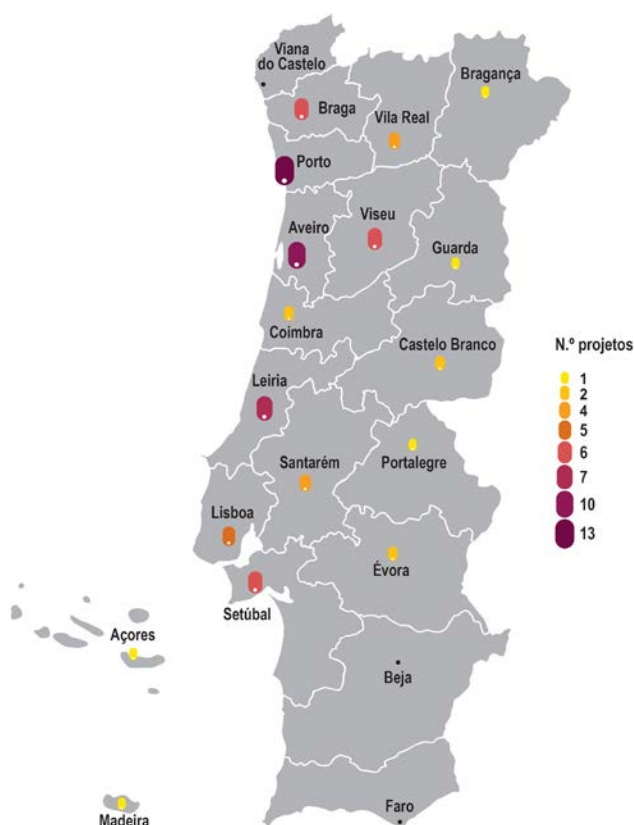 Viana
do Castelo
Bragança
Braga
Vila Real
Porto
Viseu
Aveiro
Guarda
Coimbra
Castelo Branco
N.º projetos
1
2
4
5
6
7
10
13
Leiria
Santarém
Portalegre
Lisboa
Évora
Setúbal
Açores
Beja
Faro
Madeira